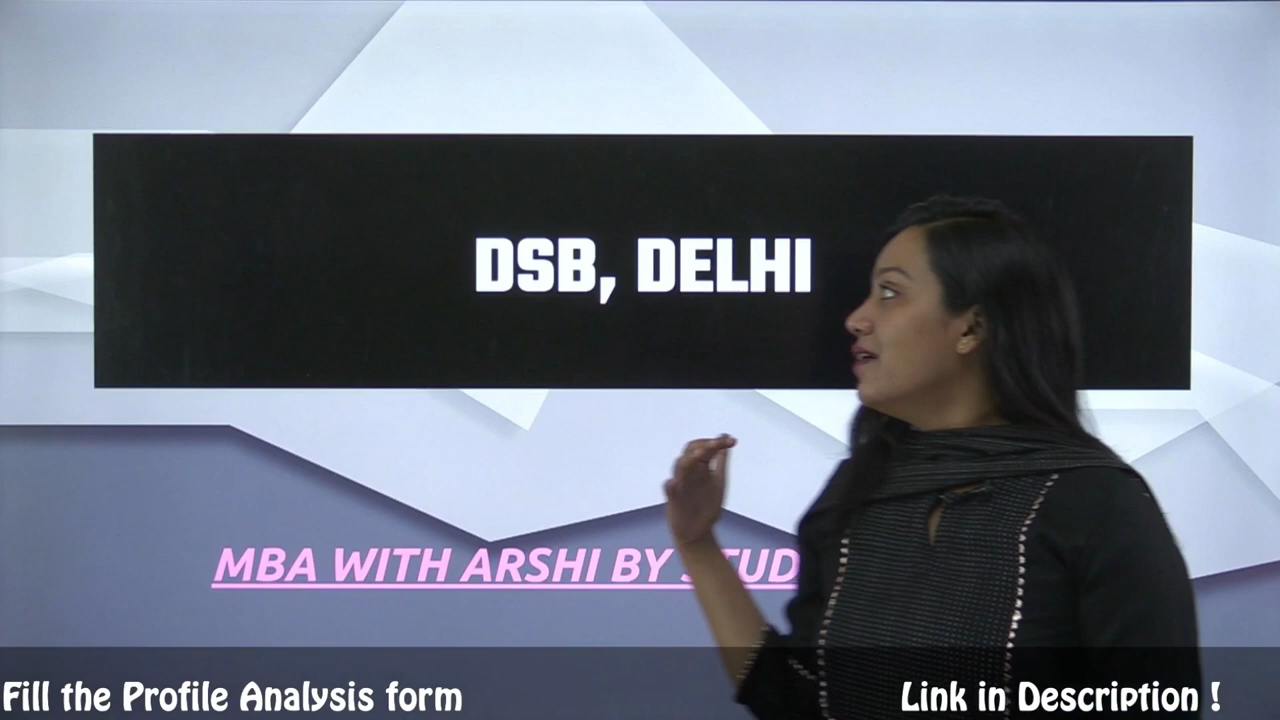 DSB, DELHI
MBA WITH ARSHI BY
Fill the Profile Analysis form
Link in Description !